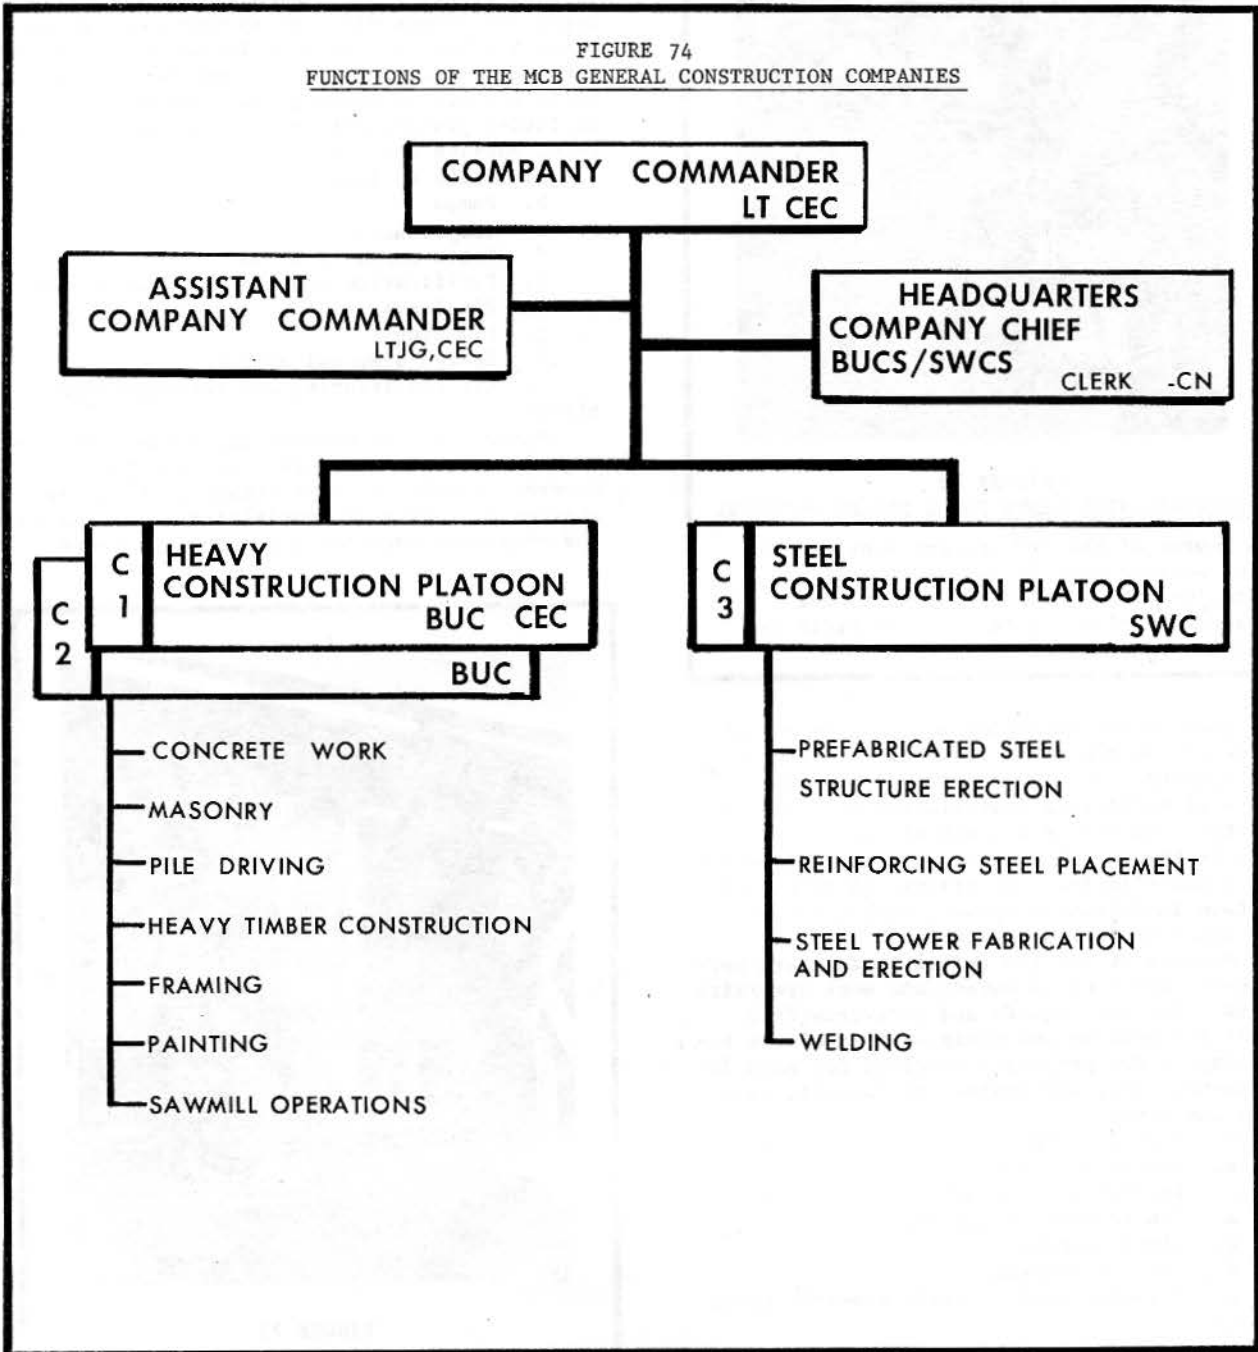 FIGURE 74
FUNCTIONS OF THE MCB GENERAL CONSTRUCTION COMPANIES
COMPANY COMMANDER
LT CEC
ASSISTANT
COMPANY COMMANDER
LTJG,CEC
HEADQUARTERS
COMPANY CHIEF
BUCS/SWCS
CLERK -CN
C
1
HEAVY
CONSTRUCTION PLATOON
BUC CEC
C
2
BUC
CONCRETE WORK
MASONRY
PILE DRIVING
HEAVY TIMBER CONSTRUCTION
FRAMING
PAINTING
SAWMILL OPERATIONS
C
3
STEEL
CONSTRUCTION PLATOON
SWC
PREFABRICATED STEEL
STRUCTURE ERECTION
REINFORCING STEEL PLACEMENT
STEEL TOWER FABRICATION
AND ERECTION
WELDING